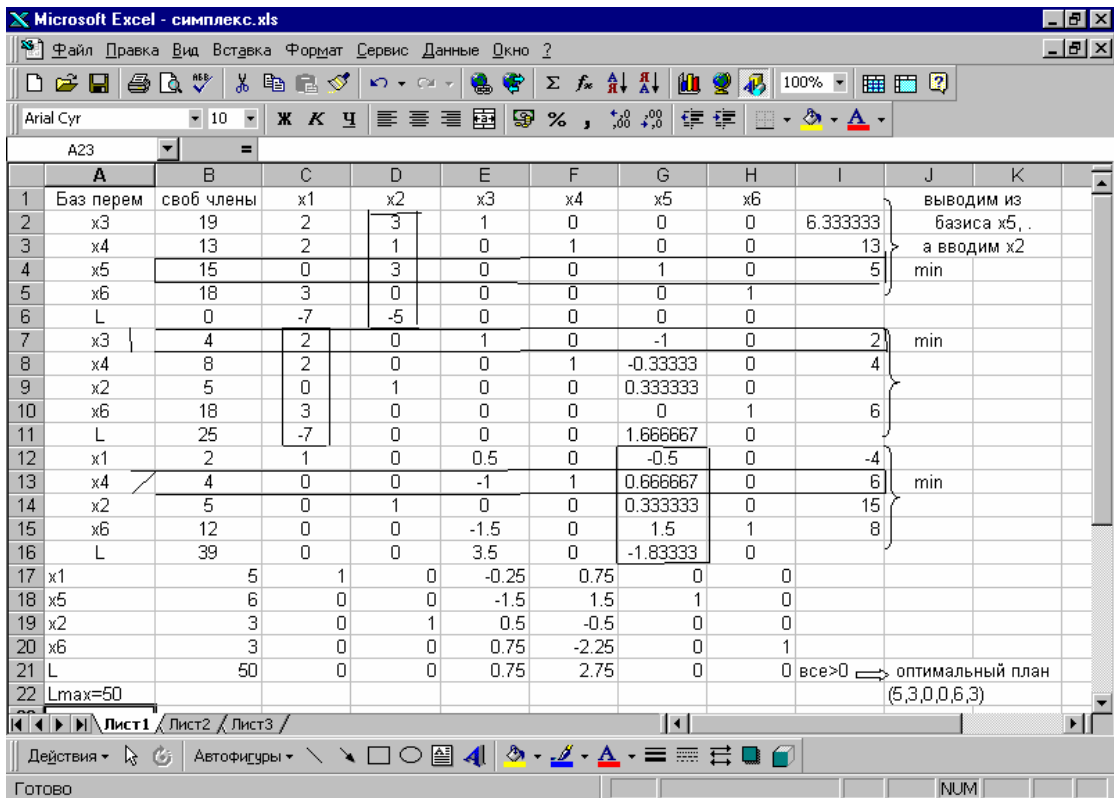 Microsoft Excel - симплекс.xls
Файл Правка Вид Вставка Формат Сервис Данные Окно ?
100%
Arial Cyr 10 Ж К Ч
A23 =
A B C D E F G H I J K
1 Баз перем своб члены x1 x2 x3 x4 x5 x6 выводим из
2 x3 19 2 3 1 0 0 0 6.333333 базиса x5, .
3 x4 13 2 1 0 1 0 0 13 а вводим x2
4 x5 15 0 3 0 0 1 0 5 min
5 x6 18 3 0 0 0 0 1
6 L 0 -7 -5 0 0 0 0
7 x3 4 2 0 1 0 -1 0 2 min
8 x4 8 2 0 0 1 -0.33333 0 4
9 x2 5 0 1 0 0 0.333333 0
10 x6 18 3 0 0 0 0 1 6
11 L 25 -7 0 0 0 1.666667 0
12 x1 2 1 0 0.5 0 -0.5 0 -4
13 x4 4 0 0 -1 1 0.666667 0 6 min
14 x2 5 0 1 0 0 0.333333 0 15
15 x6 12 0 0 -1.5 0 1.5 1 8
16 L 39 0 0 3.5 0 -1.83333 0
17 x1 5 1 0 -0.25 0.75 0 0
18 x5 6 0 0 -1.5 1.5 1 0
19 x2 3 0 1 0.5 -0.5 0 0
20 x6 3 0 0 0.75 -2.25 0 1
21 L 50 0 0 0.75 2.75 0 0 все>0 оптимальный план
22 Lmax=50 (5,3,0,0,6,3)
Лист1 Лист2 Лист3
Действия Автофигуры
Готово NUM